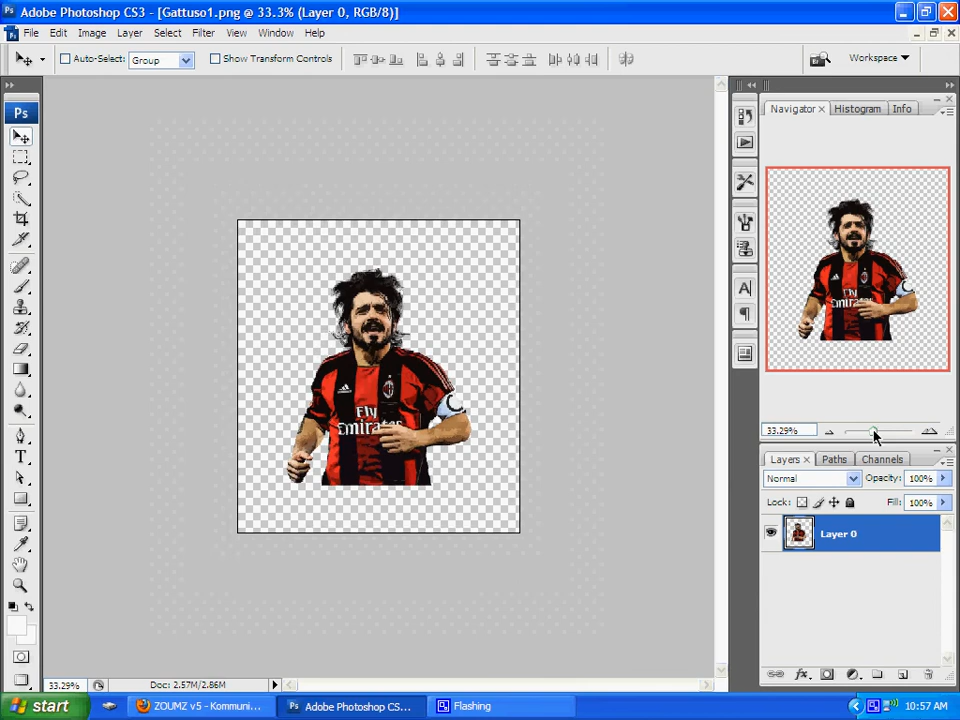 Adobe Photoshop CS3 - [Gattuso1.png @ 33.3% (Layer 0, RGB/8)]
File Edit Image Layer Select Filter View Window Help
Auto-Select: Group Show Transform Controls Workspace
Ps
Navigator Histogram Info
Fly
Emirates
33.29%
Layers Paths Channels
Normal Opacity: 100%
Lock: Fill: 100%
Layer 0
33.29% Doc: 2.57M/2.86M
start ZOUMZ v5 - Kommuni... Adobe Photoshop CS... Flashing 10:57 AM